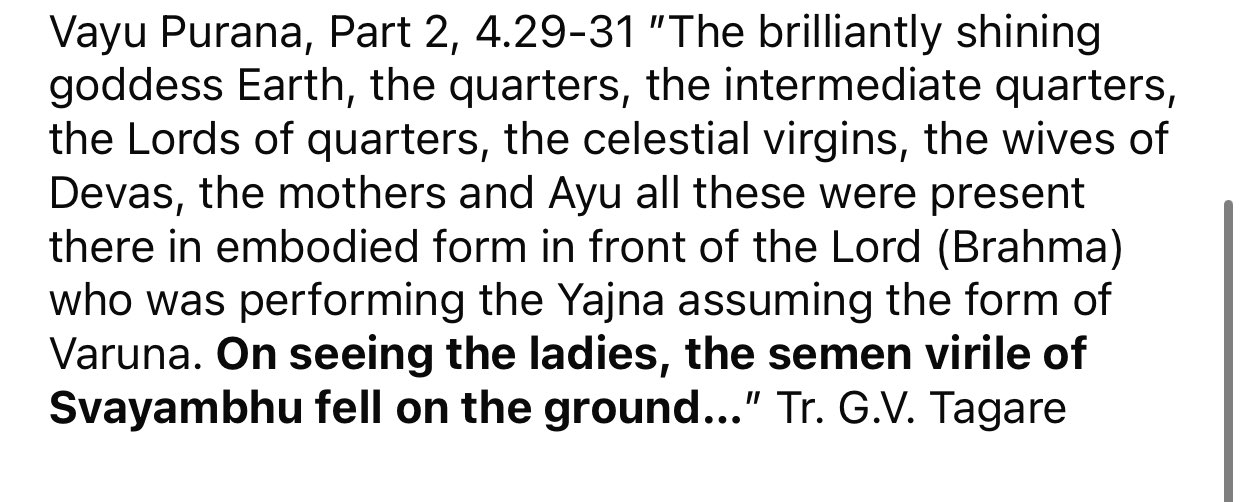 Vayu Purana, Part 2, 4.29-31 "The brilliantly shining
goddess Earth, the quarters, the intermediate quarters,
the Lords of quarters, the celestial virgins, the wives of
Devas, the mothers and Ayu all these were present
there in embodied form in front of the Lord (Brahma)
who was performing the Yajna assuming the form of
Varuna. On seeing the ladies, the semen virile of
Svayambhu fell on the ground..." Tr. G.V. Tagare